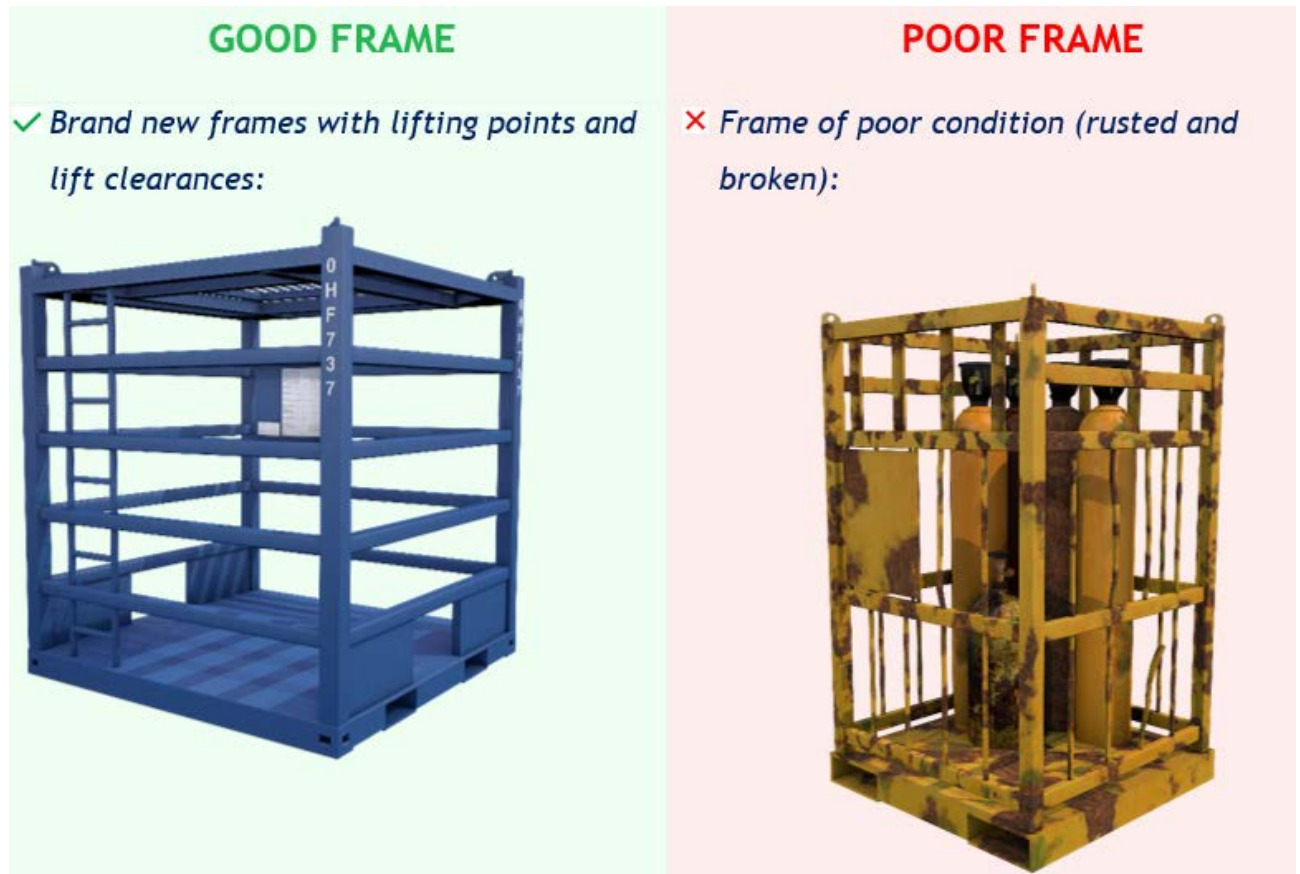 GOOD FRAME
✓ Brand new frames with lifting points and
lift clearances:
0
H
F
7
3
7
POOR FRAME
✕ Frame of poor condition (rusted and
broken):